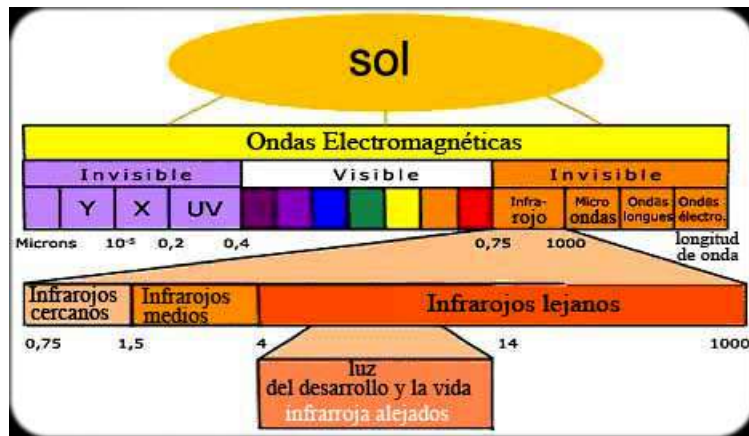 sol
Ondas Electromagnéticas
Invisible Visible Invisible
Y X UV Infra-rojo Micro ondas Ondas longues Ondas électro.
Microns 10⁻⁵ 0,2 0,4 0,75 1000 longitud de onda
Infrarojos cercanos Infrarojos medios Infrarojos lejanos
0,75 1,5 4 14 1000
luz
del desarrollo y la vida
infrarroja alejados